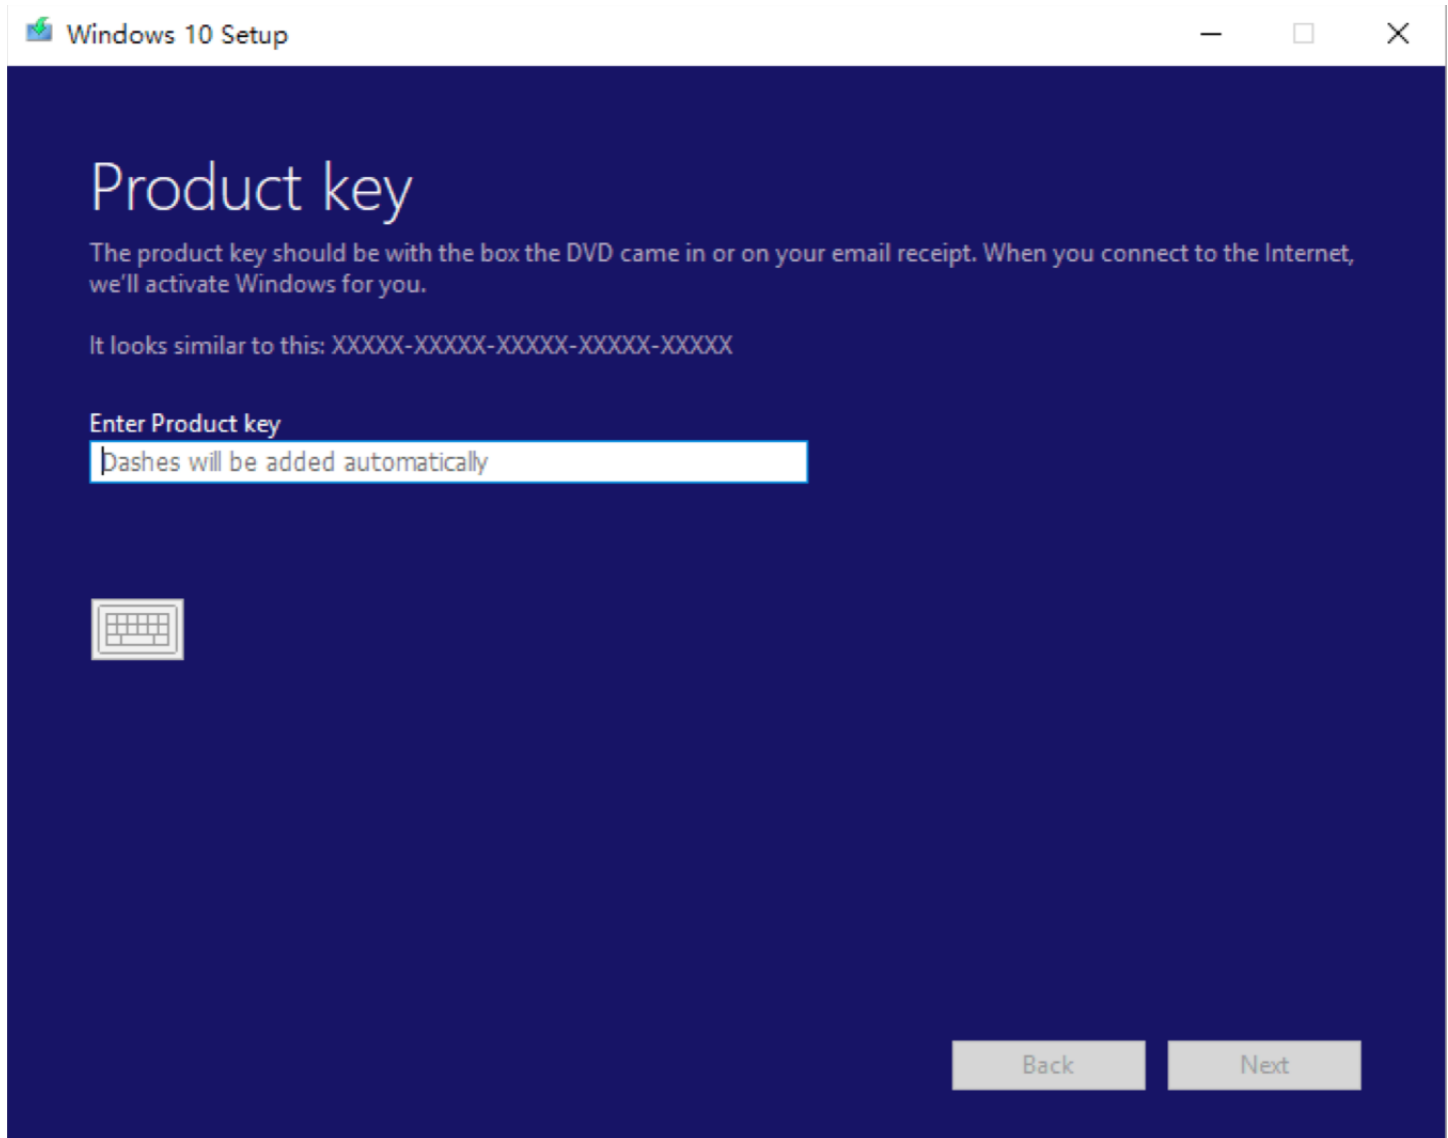 Windows 10 Setup
Product key
The product key should be with the box the DVD came in or on your email receipt. When you connect to the Internet,
we'll activate Windows for you.
It looks similar to this: XXXXX-XXXXX-XXXXX-XXXXX-XXXXX
Enter Product key
Dashes will be added automatically
Back Next